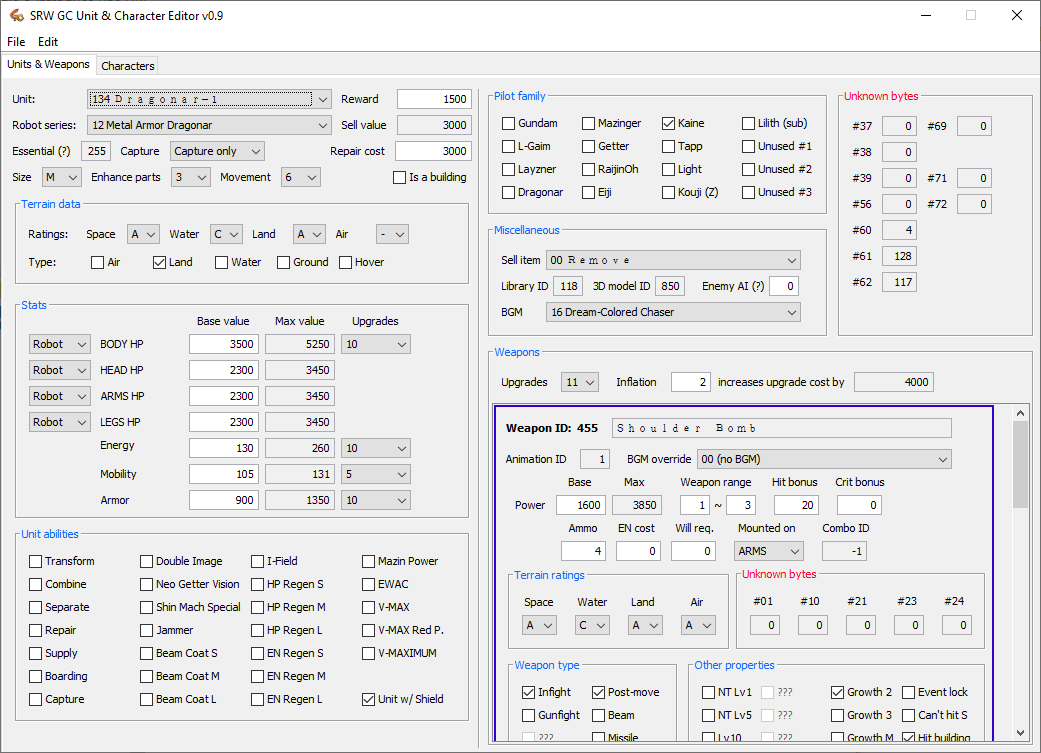 SRW GC Unit & Character Editor v0.9
File Edit
Units & Weapons Characters
Unit: 134 Ｄｒａｇｏｎａｒ－１ Reward 1500
Robot series: 12 Metal Armor Dragonar Sell value 3000
Essential (?) 255 Capture Capture only Repair cost 3000
Size M Enhance parts 3 Movement 6 Is a building
Terrain data
Ratings: Space A Water C Land A Air -
Type: Air Land Water Ground Hover
Stats
Base value Max value Upgrades
Robot BODY HP 3500 5250 10
Robot HEAD HP 2300 3450
Robot ARMS HP 2300 3450
Robot LEGS HP 2300 3450
Energy 130 260 10
Mobility 105 131 5
Armor 900 1350 10
Unit abilities
Transform Double Image I-Field Mazin Power
Combine Neo Getter Vision HP Regen S EWAC
Separate Shin Mach Special HP Regen M V-MAX
Repair Jammer HP Regen L V-MAX Red P.
Supply Beam Coat S EN Regen S V-MAXIMUM
Boarding Beam Coat M EN Regen M
Capture Beam Coat L EN Regen L Unit w/ Shield
Pilot family
Gundam Mazinger Kaine Lilith (sub)
L-Gaim Getter Tapp Unused #1
Layzner RaijinOh Light Unused #2
Dragonar Eiji Kouji (Z) Unused #3
Unknown bytes
#37 0 #69 0
#38 0
#39 0 #71 0
#56 0 #72 0
#60 4
#61 128
#62 117
Miscellaneous
Sell item 00 Ｒｅｍｏｖｅ
Library ID 118 3D model ID 850 Enemy AI (?) 0
BGM 16 Dream-Colored Chaser
Weapons
Upgrades 11 Inflation 2 increases upgrade cost by 4000
Weapon ID: 455 Ｓｈｏｕｌｄｅｒ　Ｂｏｍｂ
Animation ID 1 BGM override 00 (no BGM)
Base Max Weapon range Hit bonus Crit bonus
Power 1600 3850 1 ~ 3 20 0
Ammo EN cost Will req. Mounted on Combo ID
4 0 0 ARMS -1
Terrain ratings
Space Water Land Air
A C A A
Unknown bytes
#01 #10 #21 #23 #24
0 0 0 0 0
Weapon type
Infight Post-move
Gunfight Beam
??? Missile
Other properties
NT Lv1 ??? Growth 2 Event lock
NT Lv5 ??? Growth 3 Can't hit S
Lv10 ??? Growth M Hit building